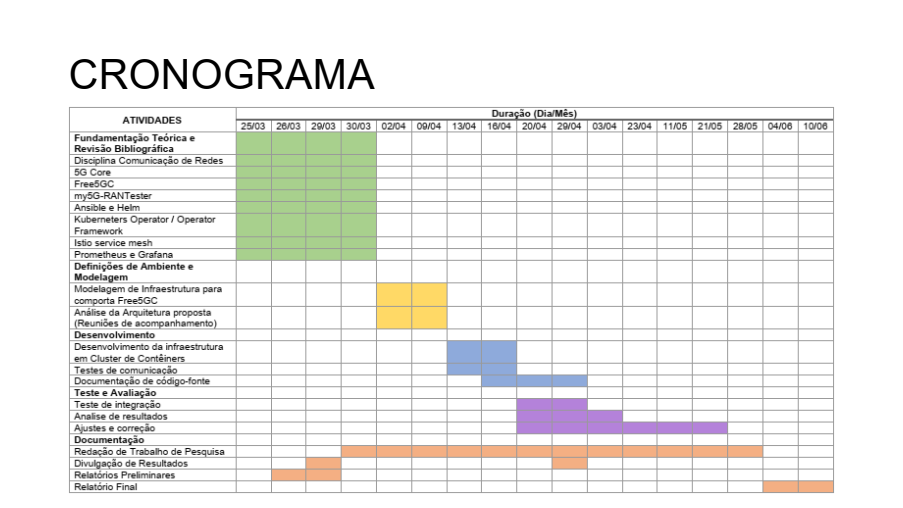 CRONOGRAMA
ATIVIDADES
Duração (Dia/Mês)
25/03 26/03 29/03 30/03 02/04 09/04 13/04 16/04 20/04 29/04 03/04 23/04 11/05 21/05 28/05 04/06 10/06
Fundamentação Teórica e
Revisão Bibliográfica
Disciplina Comunicação de Redes
5G Core
Free5GC
my5G-RANTester
Ansible e Helm
Kuberneters Operator / Operator
Framework
Istio service mesh
Prometheus e Grafana
Definições de Ambiente e
Modelagem
Modelagem de Infraestrutura para
comporta Free5GC
Análise da Arquitetura proposta
(Reuniões de acompanhamento)
Desenvolvimento
Desenvolvimento da infraestrutura
em Cluster de Contêiners
Testes de comunicação
Documentação de código-fonte
Teste e Avaliação
Teste de integração
Analise de resultados
Ajustes e correção
Documentação
Redação de Trabalho de Pesquisa
Divulgação de Resultados
Relatórios Preliminares
Relatório Final